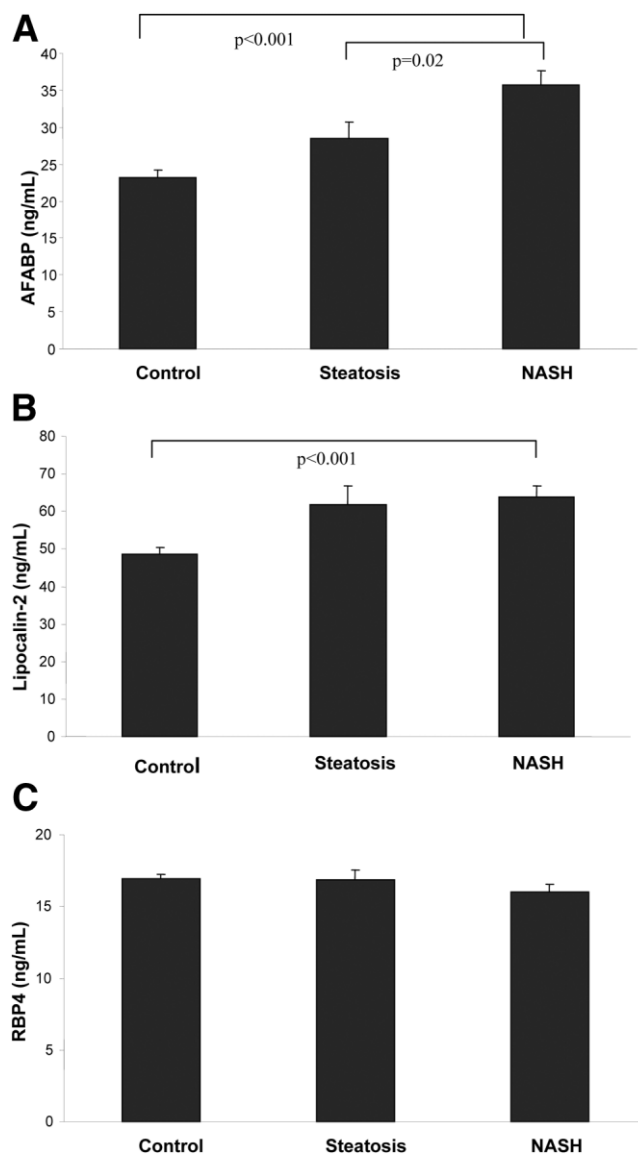 A
p<0.001
p=0.02
40
35
30
25
20
15
10
5
0
AFABP (ng/mL)
Control Steatosis NASH
B
p<0.001
80
70
60
50
40
30
20
10
0
Lipocalin-2 (ng/mL)
Control Steatosis NASH
C
20
15
10
5
0
RBP4 (ng/mL)
Control Steatosis NASH